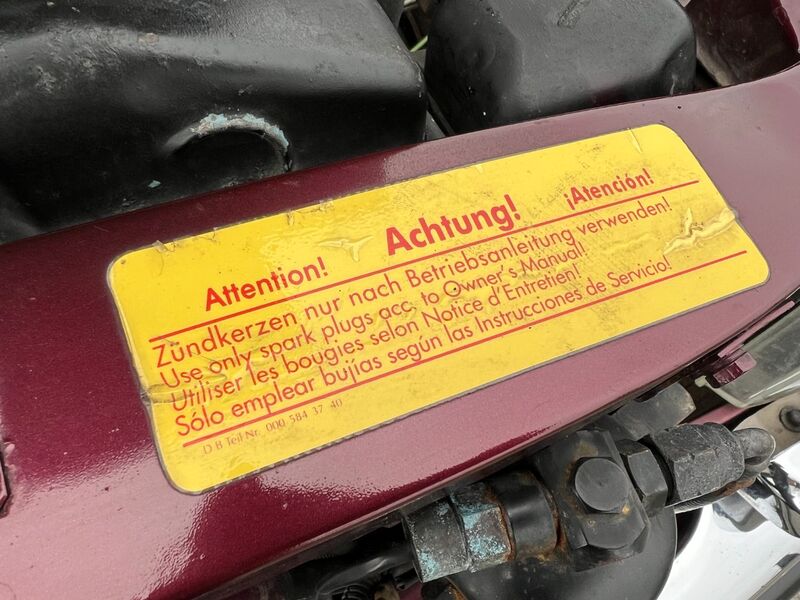 Attention! Achtung! ¡Atención!
Zündkerzen nur nach Betriebsanleitung verwenden!
Use only spark plugs acc. to Owner's Manual!
Utiliser les bougies selon Notice d'Entretien!
Sólo emplear bujías según las Instrucciones de Servicio!
D B Teil Nr. 000 584 37 40